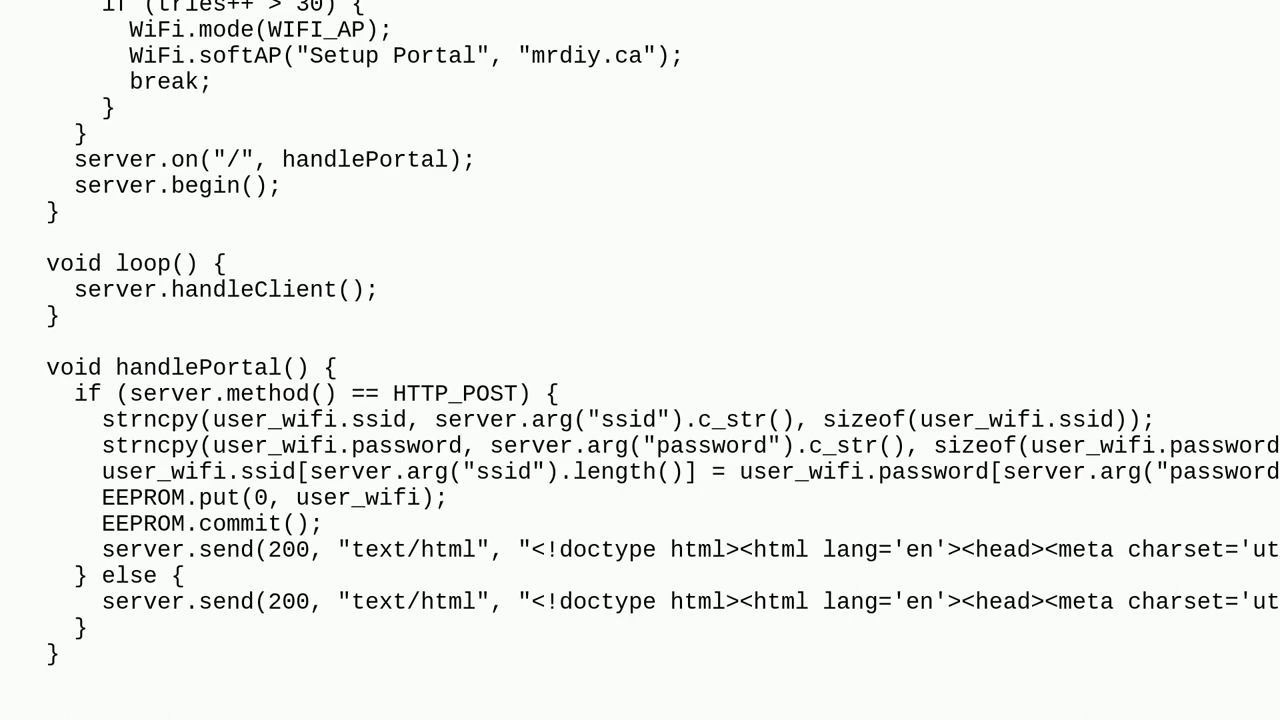 if (tries++ > 30) {
WiFi.mode(WIFI_AP);
WiFi.softAP("Setup Portal", "mrdiy.ca");
break;
}
}
server.on("/", handlePortal);
server.begin();
}
void loop() {
server.handleClient();
}
void handlePortal() {
if (server.method() == HTTP_POST) {
strncpy(user_wifi.ssid, server.arg("ssid").c_str(), sizeof(user_wifi.ssid));
strncpy(user_wifi.password, server.arg("password").c_str(), sizeof(user_wifi.password
user_wifi.ssid[server.arg("ssid").length()] = user_wifi.password[server.arg("password
EEPROM.put(0, user_wifi);
EEPROM.commit();
server.send(200, "text/html", "<!doctype html><html lang='en'><head><meta charset='ut
} else {
server.send(200, "text/html", "<!doctype html><html lang='en'><head><meta charset='ut
}
}